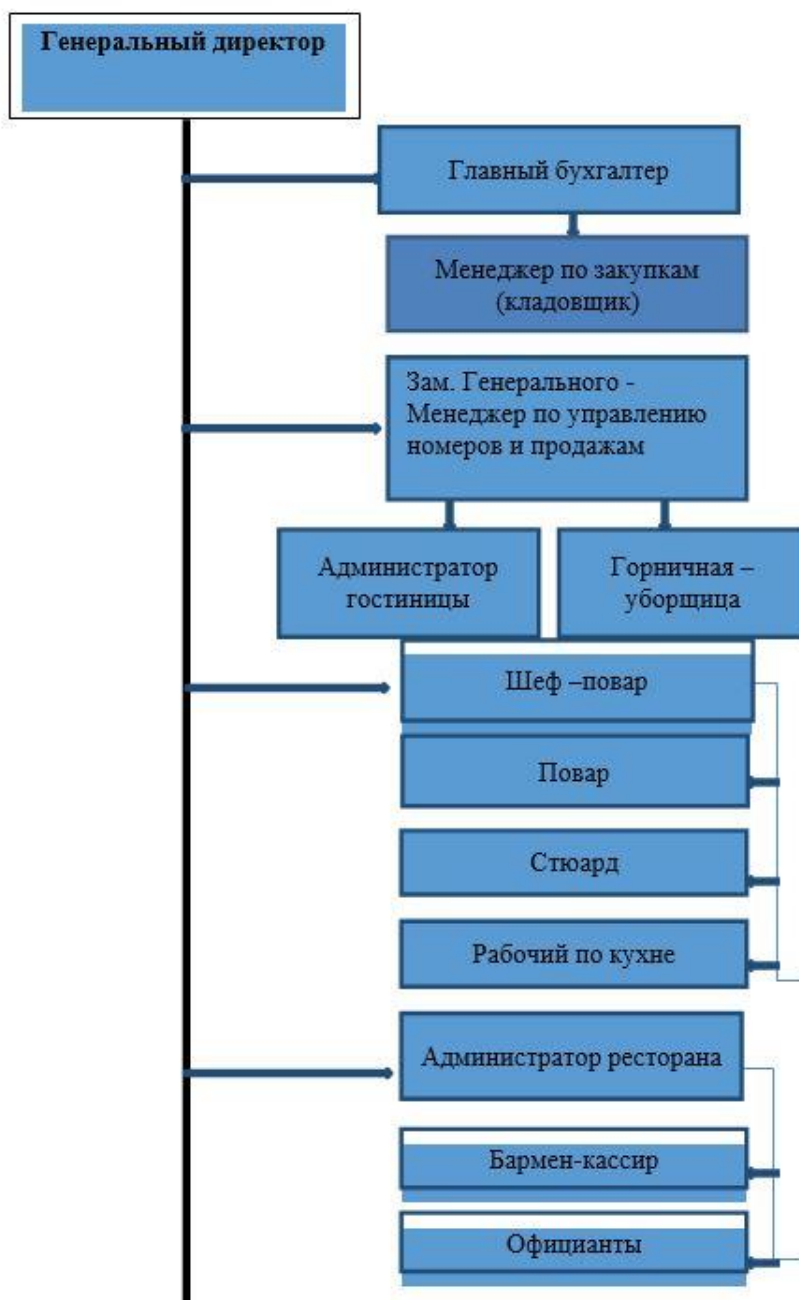 Генеральный директор
Главный бухгалтер
Менеджер по закупкам
(кладовщик)
Зам. Генерального -
Менеджер по управлению
номеров и продажам
Администратор
гостиницы
Горничная –
уборщица
Шеф –повар
Повар
Стюард
Рабочий по кухне
Администратор ресторана
Бармен-кассир
Официанты